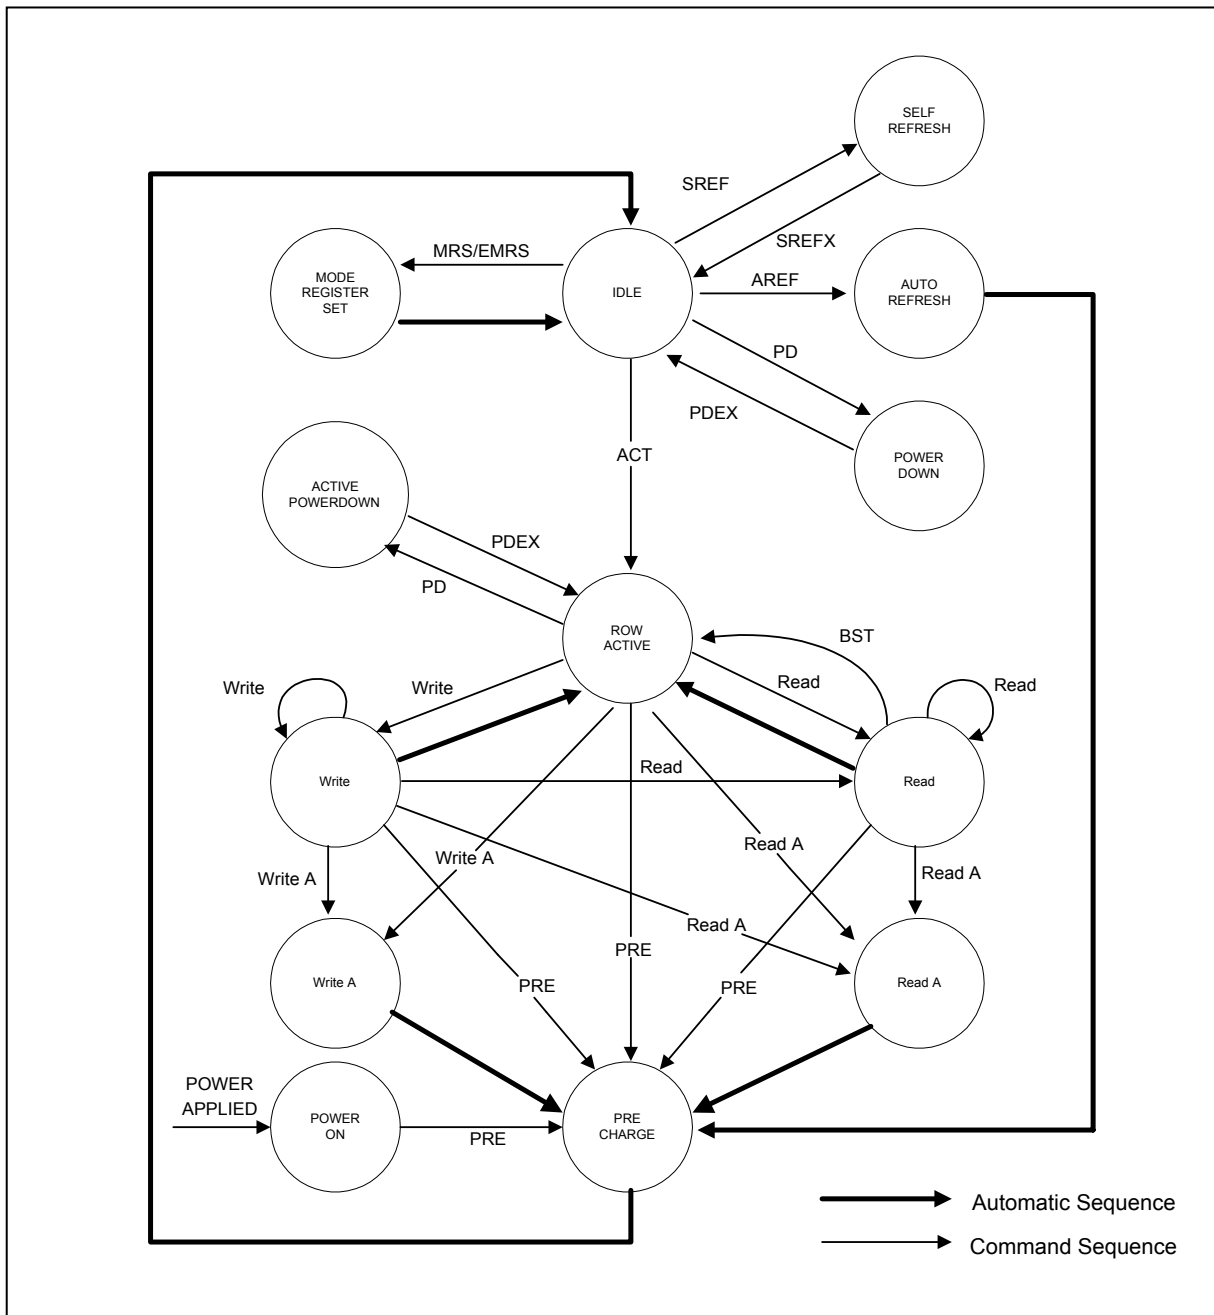 SELF
REFRESH
SREF
SREFX
MRS/EMRS
MODE
REGISTER
SET
IDLE
AREF
AUTO
REFRESH
PD
PDEX
POWER
DOWN
ACT
ACTIVE
POWERDOWN
PDEX
PD
ROW
ACTIVE
BST
Write
Write
Read
Read
Write
Read
Read
Write A
Write A
Read A
Read A
Read A
Write A
PRE
PRE
PRE
Read A
POWER
APPLIED
POWER
ON
PRE
PRE
CHARGE
Automatic Sequence
Command Sequence